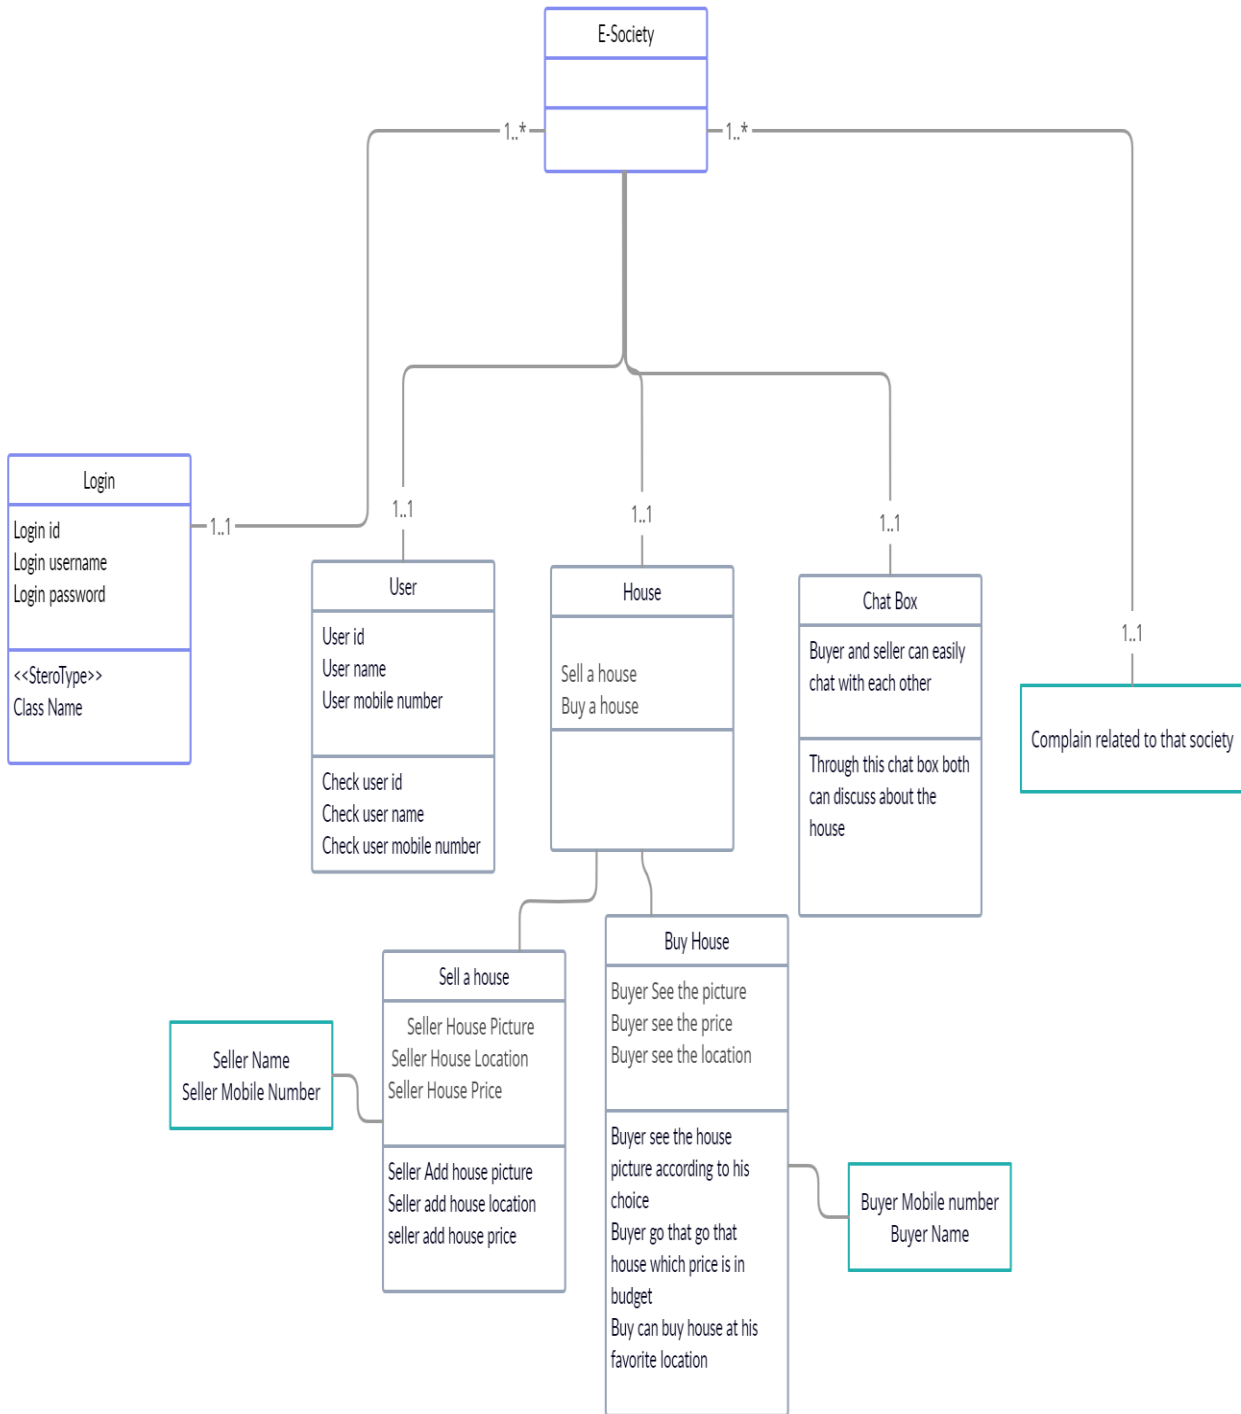 E-Society
1..*
1..*
Login
Login id
Login username
Login password
<<SteroType>>
Class Name
1..1
1..1
1..1
1..1
1..1
User
User id
User name
User mobile number
Check user id
Check user name
Check user mobile number
House
Sell a house
Buy a house
Chat Box
Buyer and seller can easily
chat with each other
Through this chat box both
can discuss about the
house
Complain related to that society
Sell a house
Seller House Picture
Seller House Location
Seller House Price
Seller Add house picture
Seller add house location
seller add house price
Seller Name
Seller Mobile Number
Buy House
Buyer See the picture
Buyer see the price
Buyer see the location
Buyer see the house
picture according to his
choice
Buyer go that go that
house which price is in
budget
Buy can buy house at his
favorite location
Buyer Mobile number
Buyer Name